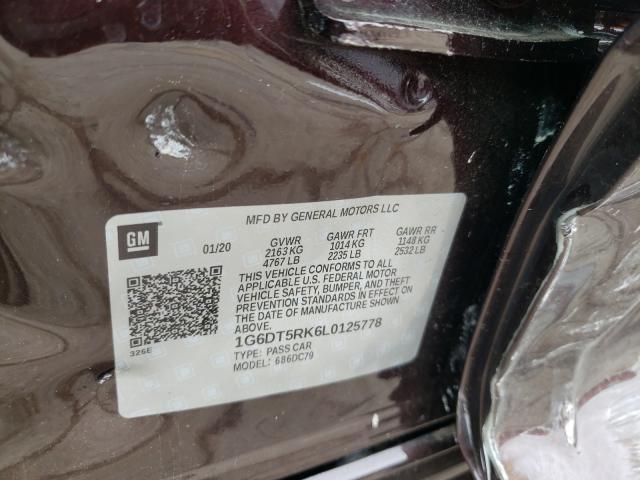 MFD BY GENERAL MOTORS LLC
GM
01/20
GVWR GAWR FRT GAWR RR
2163 KG 1014 KG 1148 KG
4767 LB 2235 LB 2532 LB
THIS VEHICLE CONFORMS TO ALL
APPLICABLE U.S. FEDERAL MOTOR
VEHICLE SAFETY, BUMPER, AND THEFT
PREVENTION STANDARDS IN EFFECT ON
THE DATE OF MANUFACTURE SHOWN
ABOVE.
326E
1G6DT5RK6L0125778
TYPE: PASS CAR
MODEL: 686DC79